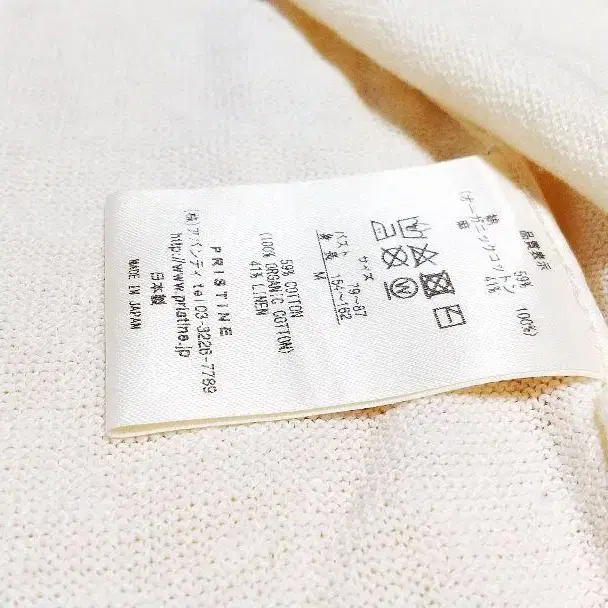 品質表示
綿 59%
(オーガニックコットン 100%)
麻 41%
サイズ
バスト 79~87
身長 154~162
M
59% COTTON
(100% ORGANIC COTTON)
41% LINEN
PRISTINE
(株)アバンティ tel03-3226-7789
http://www.pristine.jp
日本製
MADE IN JAPAN